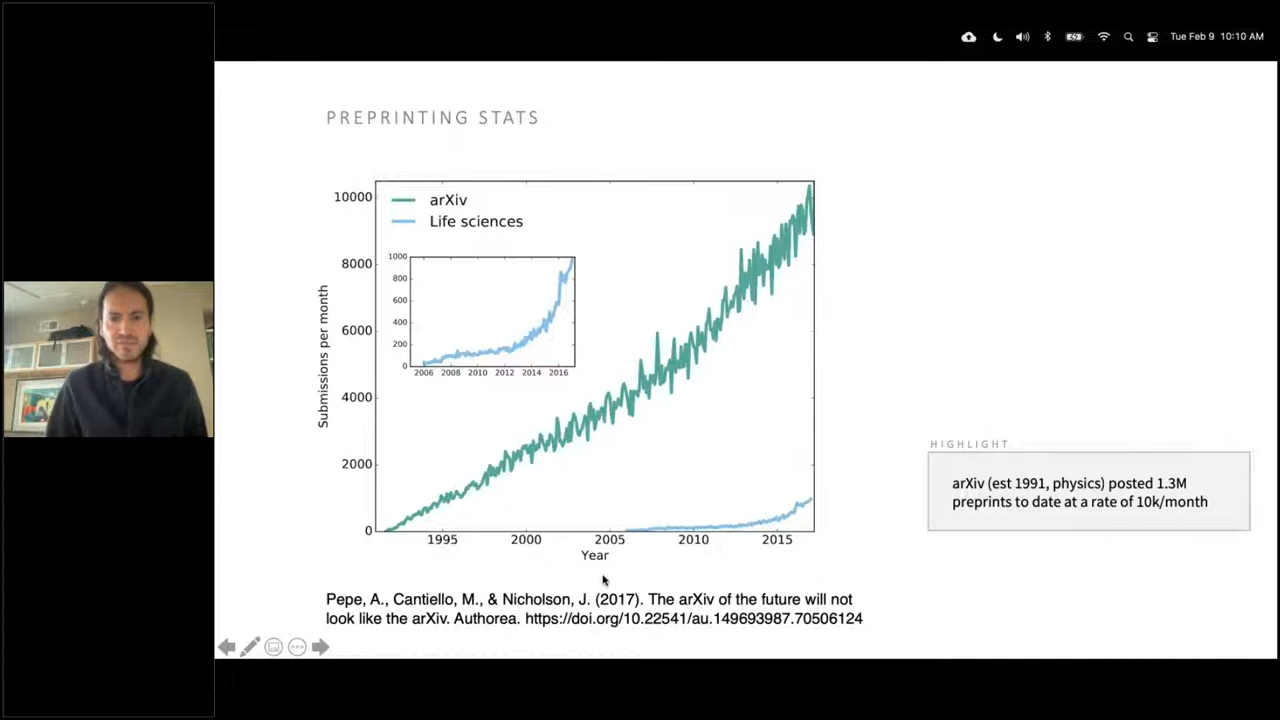 Tue Feb 9 10:10 AM
PREPRINTING STATS
10000
8000
6000
4000
2000
0
Submissions per month
arXiv
Life sciences
1000
800
600
400
200
0
2006 2008 2010 2012 2014 2016
1995 2000 2005 2010 2015
Year
HIGHLIGHT
arXiv (est 1991, physics) posted 1.3M
preprints to date at a rate of 10k/month
Pepe, A., Cantiello, M., & Nicholson, J. (2017). The arXiv of the future will not
look like the arXiv. Authorea. https://doi.org/10.22541/au.149693987.70506124